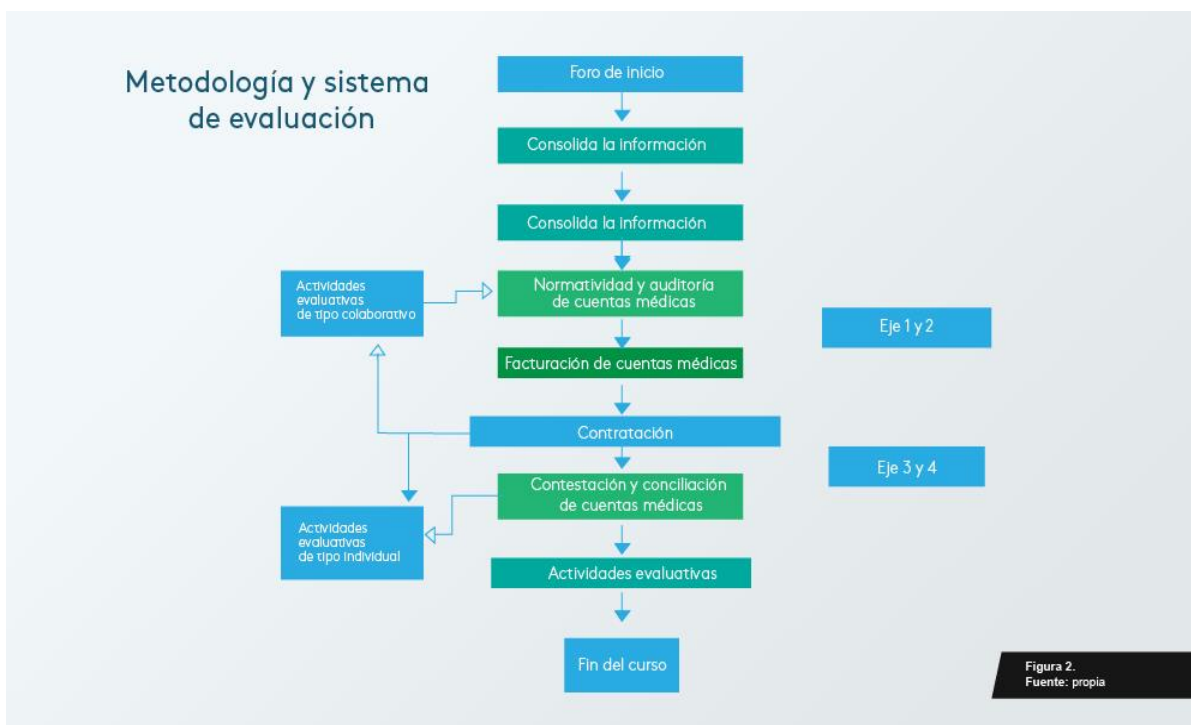 Metodología y sistema
de evaluación
Foro de inicio
Consolida la información
Consolida la información
Actividades
evaluativas
de tipo colaborativo
Normatividad y auditoría
de cuentas médicas
Eje 1 y 2
Facturación de cuentas médicas
Contratación
Eje 3 y 4
Contestación y conciliación
de cuentas médicas
Actividades
evaluativas
de tipo individual
Actividades evaluativas
Fin del curso
Figura 2.
Fuente: propia